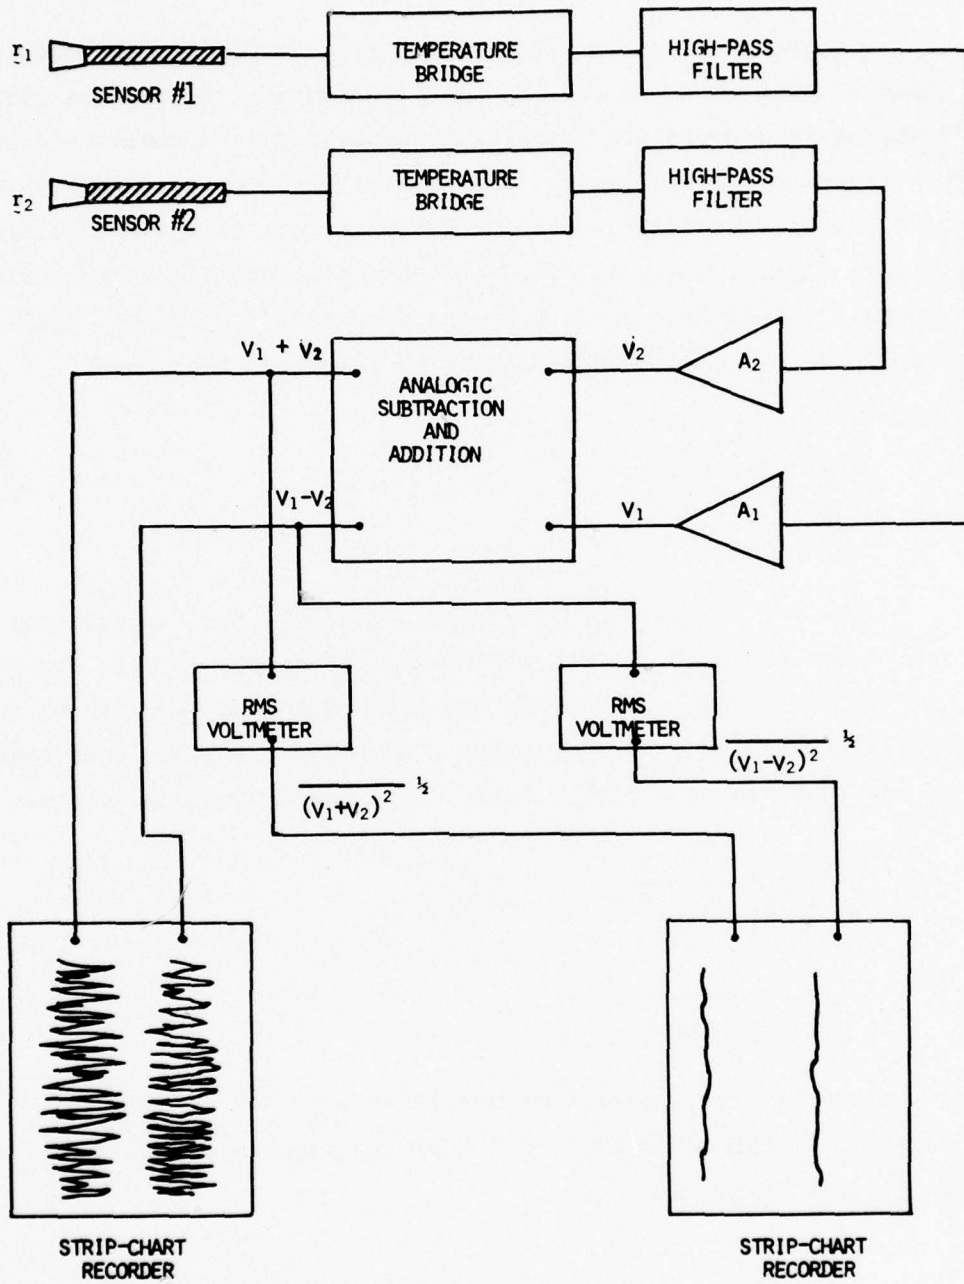 r₁
SENSOR #1
TEMPERATURE
BRIDGE
HIGH-PASS
FILTER
r₂
SENSOR #2
TEMPERATURE
BRIDGE
HIGH-PASS
FILTER
V₁ + V₂
ANALOGIC
SUBTRACTION
AND
ADDITION
V₂
A₂
V₁-V₂
V₁
A₁
RMS
VOLTMETER
RMS
VOLTMETER
(V₁-V₂)² ½
(V₁+V₂)² ½
STRIP-CHART
RECORDER
STRIP-CHART
RECORDER